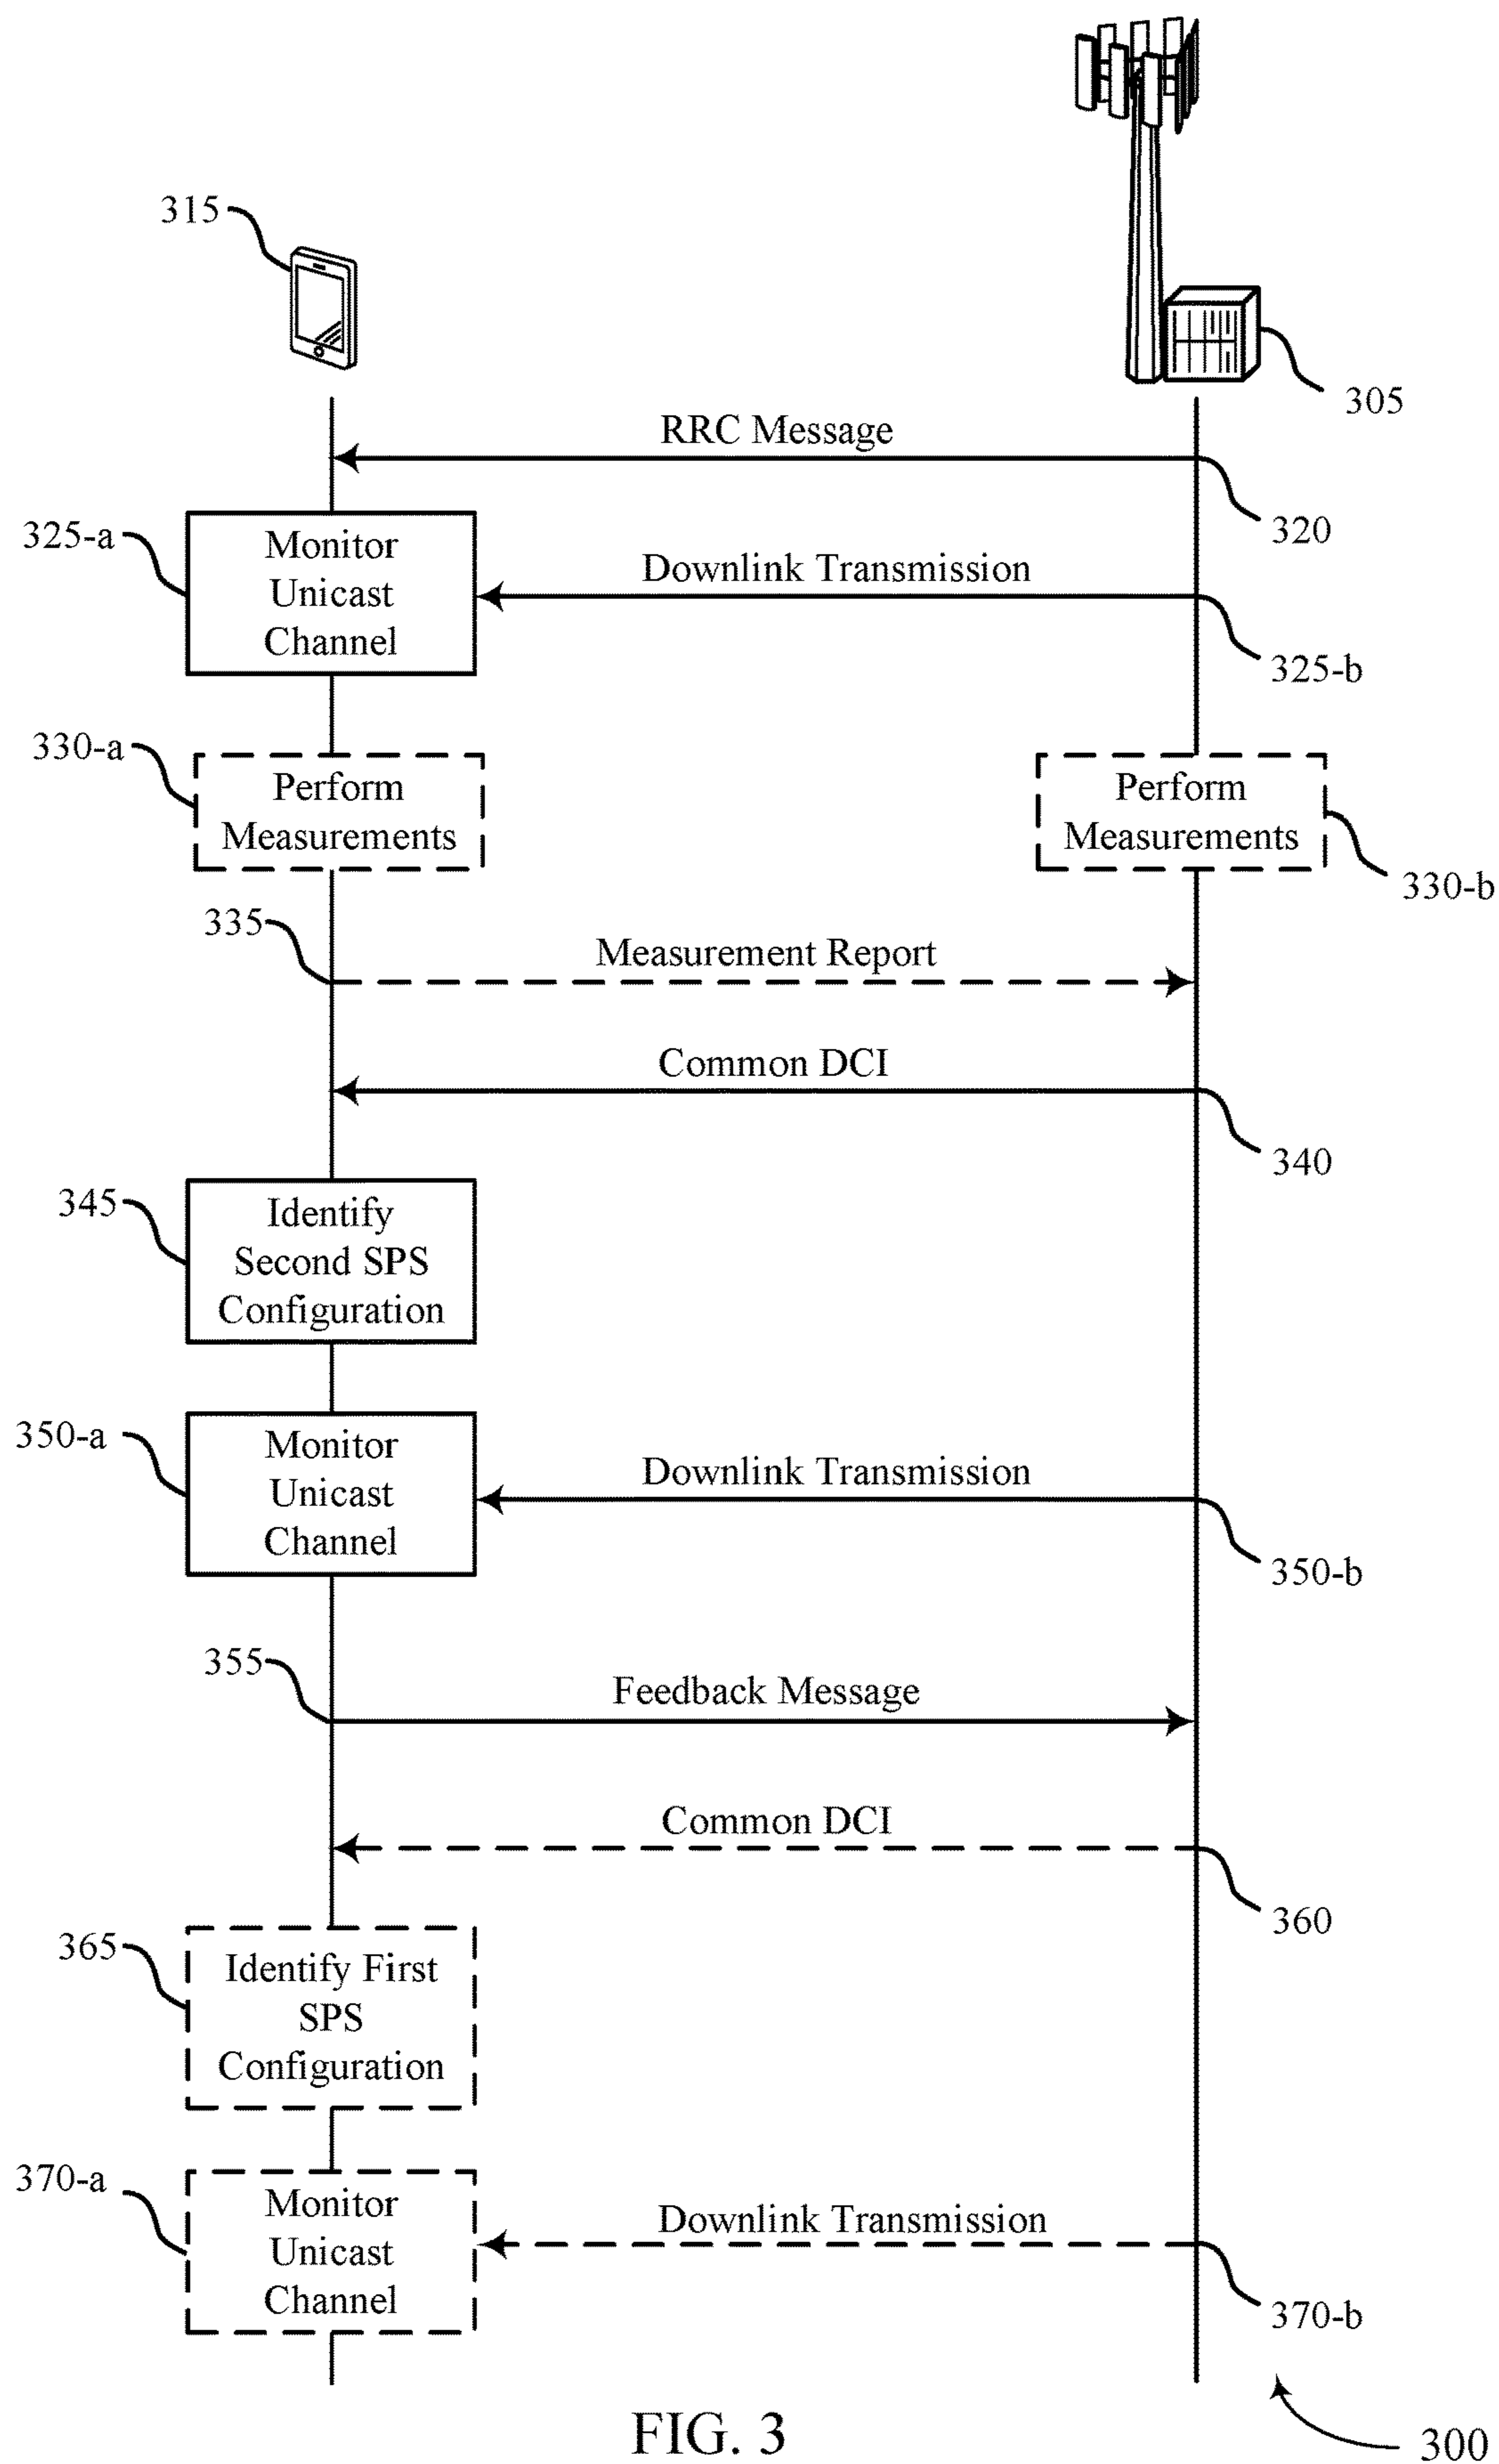 315
305
RRC Message
320
325-a
Monitor
Unicast
Channel
Downlink Transmission
325-b
330-a
Perform
Measurements
Perform
Measurements
330-b
335
Measurement Report
Common DCI
340
345
Identify
Second SPS
Configuration
350-a
Monitor
Unicast
Channel
Downlink Transmission
350-b
355
Feedback Message
Common DCI
360
365
Identify First
SPS
Configuration
370-a
Monitor
Unicast
Channel
Downlink Transmission
370-b
FIG. 3
300